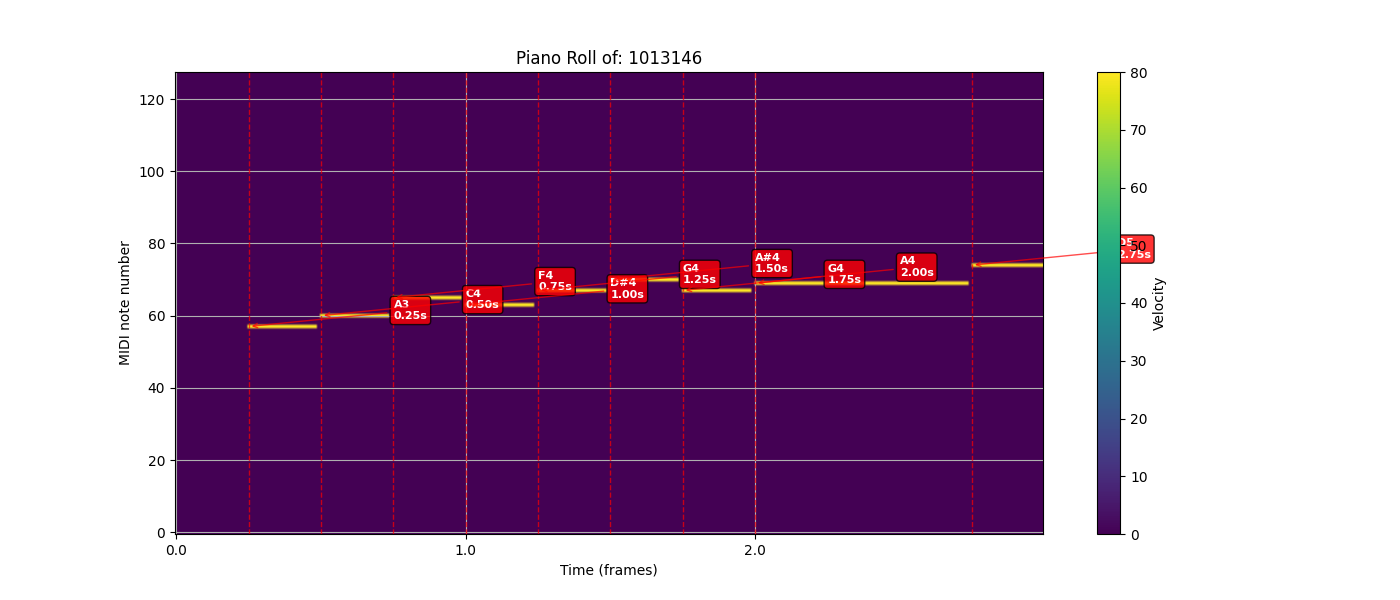 Piano Roll of: 1013146
120
100
80
60
40
20
0
MIDI note number
0.0
1.0
2.0
Time (frames)
A3
0.25s
C4
0.50s
F4
0.75s
D#4
1.00s
G4
1.25s
A#4
1.50s
G4
1.75s
A4
2.00s
D5
2.75s
80
70
60
50
40
30
20
10
0
Velocity